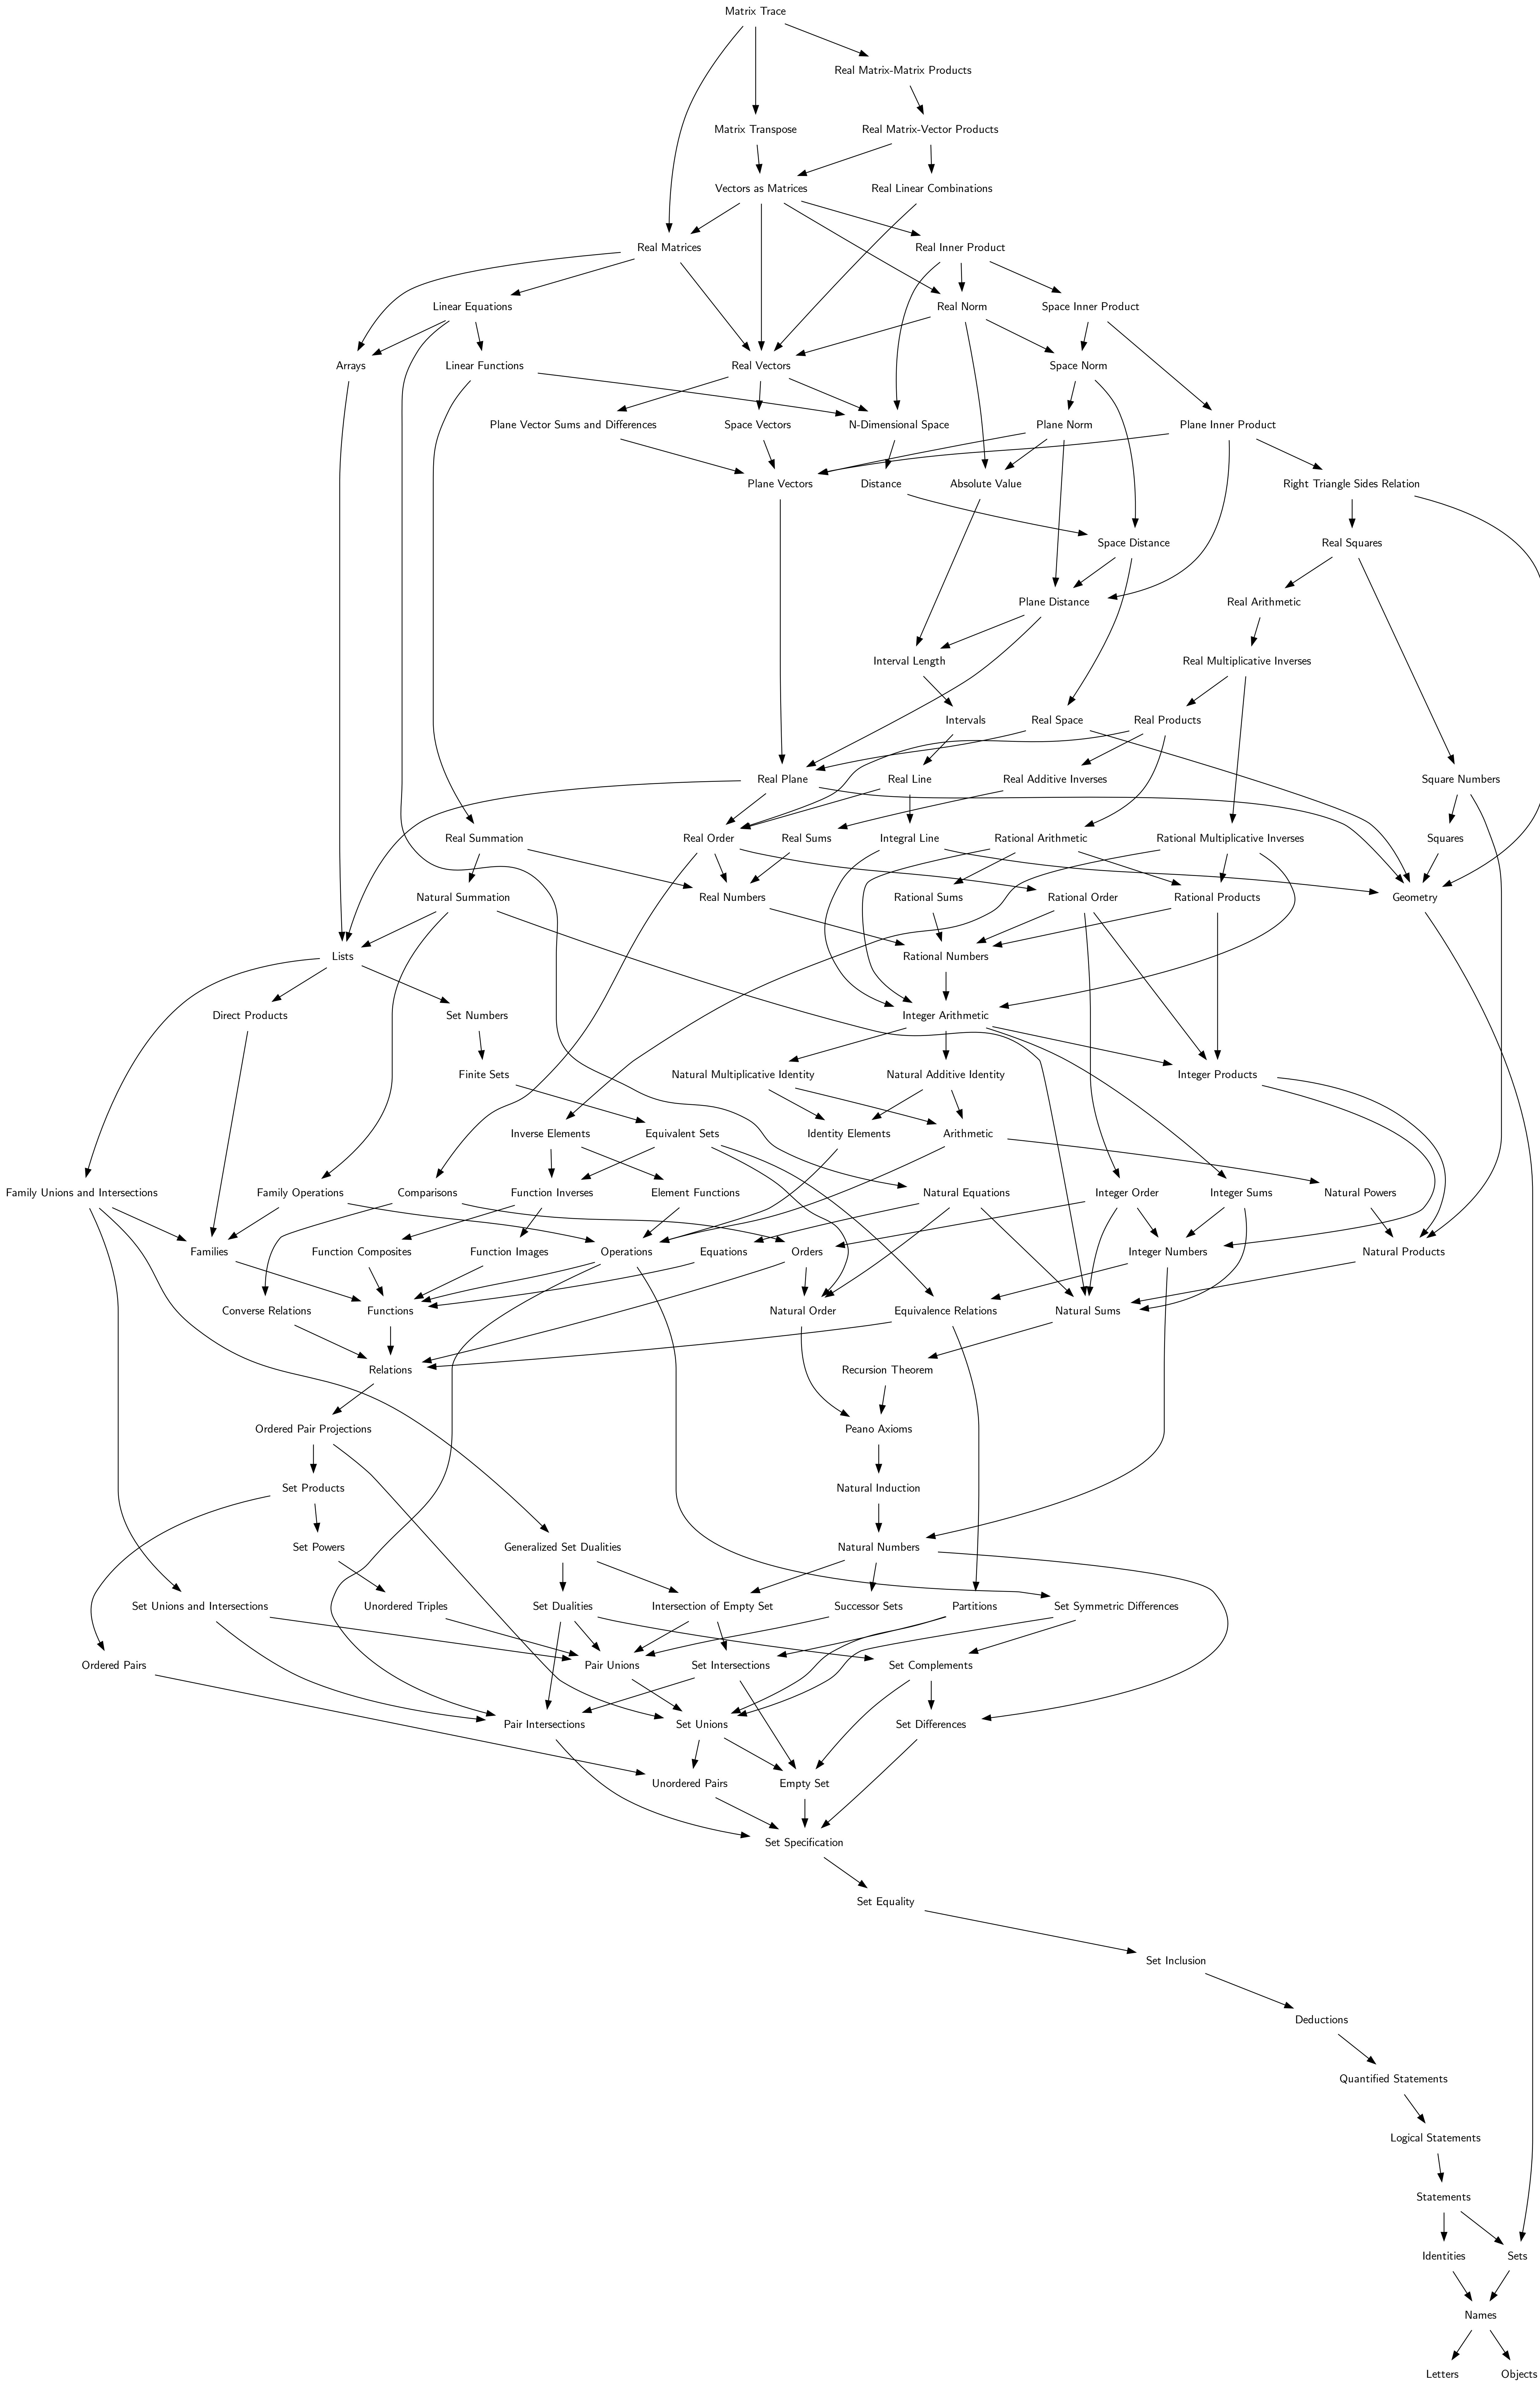 Matrix Trace
Real Matrix-Matrix Products
Matrix Transpose
Real Matrix-Vector Products
Vectors as Matrices
Real Linear Combinations
Real Matrices
Real Inner Product
Linear Equations
Real Norm
Space Inner Product
Arrays
Linear Functions
Real Vectors
Space Norm
Plane Vector Sums and Differences
Space Vectors
N-Dimensional Space
Plane Norm
Plane Inner Product
Plane Vectors
Distance
Absolute Value
Right Triangle Sides Relation
Space Distance
Real Squares
Plane Distance
Real Arithmetic
Interval Length
Real Multiplicative Inverses
Intervals
Real Space
Real Products
Real Plane
Real Line
Real Additive Inverses
Square Numbers
Real Summation
Real Order
Real Sums
Integral Line
Rational Arithmetic
Rational Multiplicative Inverses
Squares
Natural Summation
Real Numbers
Rational Sums
Rational Order
Rational Products
Geometry
Lists
Rational Numbers
Direct Products
Set Numbers
Integer Arithmetic
Finite Sets
Natural Multiplicative Identity
Natural Additive Identity
Integer Products
Inverse Elements
Equivalent Sets
Identity Elements
Arithmetic
Family Unions and Intersections
Family Operations
Comparisons
Function Inverses
Element Functions
Natural Equations
Integer Order
Integer Sums
Natural Powers
Families
Function Composites
Function Images
Operations
Equations
Orders
Integer Numbers
Natural Products
Converse Relations
Functions
Natural Order
Equivalence Relations
Natural Sums
Relations
Recursion Theorem
Ordered Pair Projections
Peano Axioms
Set Products
Natural Induction
Set Powers
Generalized Set Dualities
Natural Numbers
Set Unions and Intersections
Unordered Triples
Set Dualities
Intersection of Empty Set
Successor Sets
Partitions
Set Symmetric Differences
Ordered Pairs
Pair Unions
Set Intersections
Set Complements
Pair Intersections
Set Unions
Set Differences
Unordered Pairs
Empty Set
Set Specification
Set Equality
Set Inclusion
Deductions
Quantified Statements
Logical Statements
Statements
Identities
Sets
Names
Letters
Objects